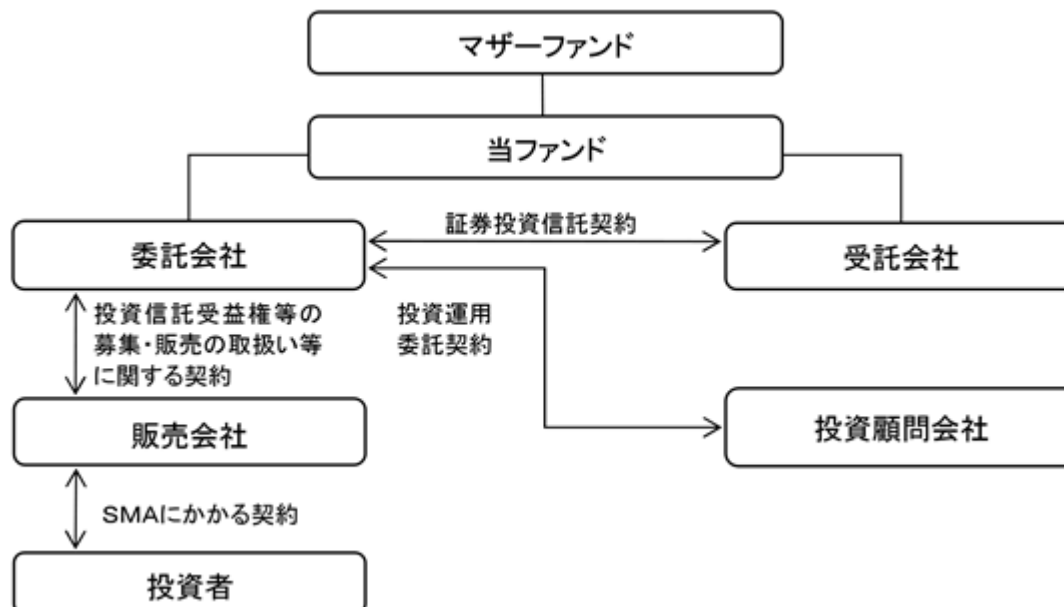 マザーファンド
当ファンド
証券投資信託契約
委託会社
受託会社
投資信託受益権等の
募集・販売の取扱い等
に関する契約
投資運用
委託契約
販売会社
投資顧問会社
SMAにかかる契約
投資者